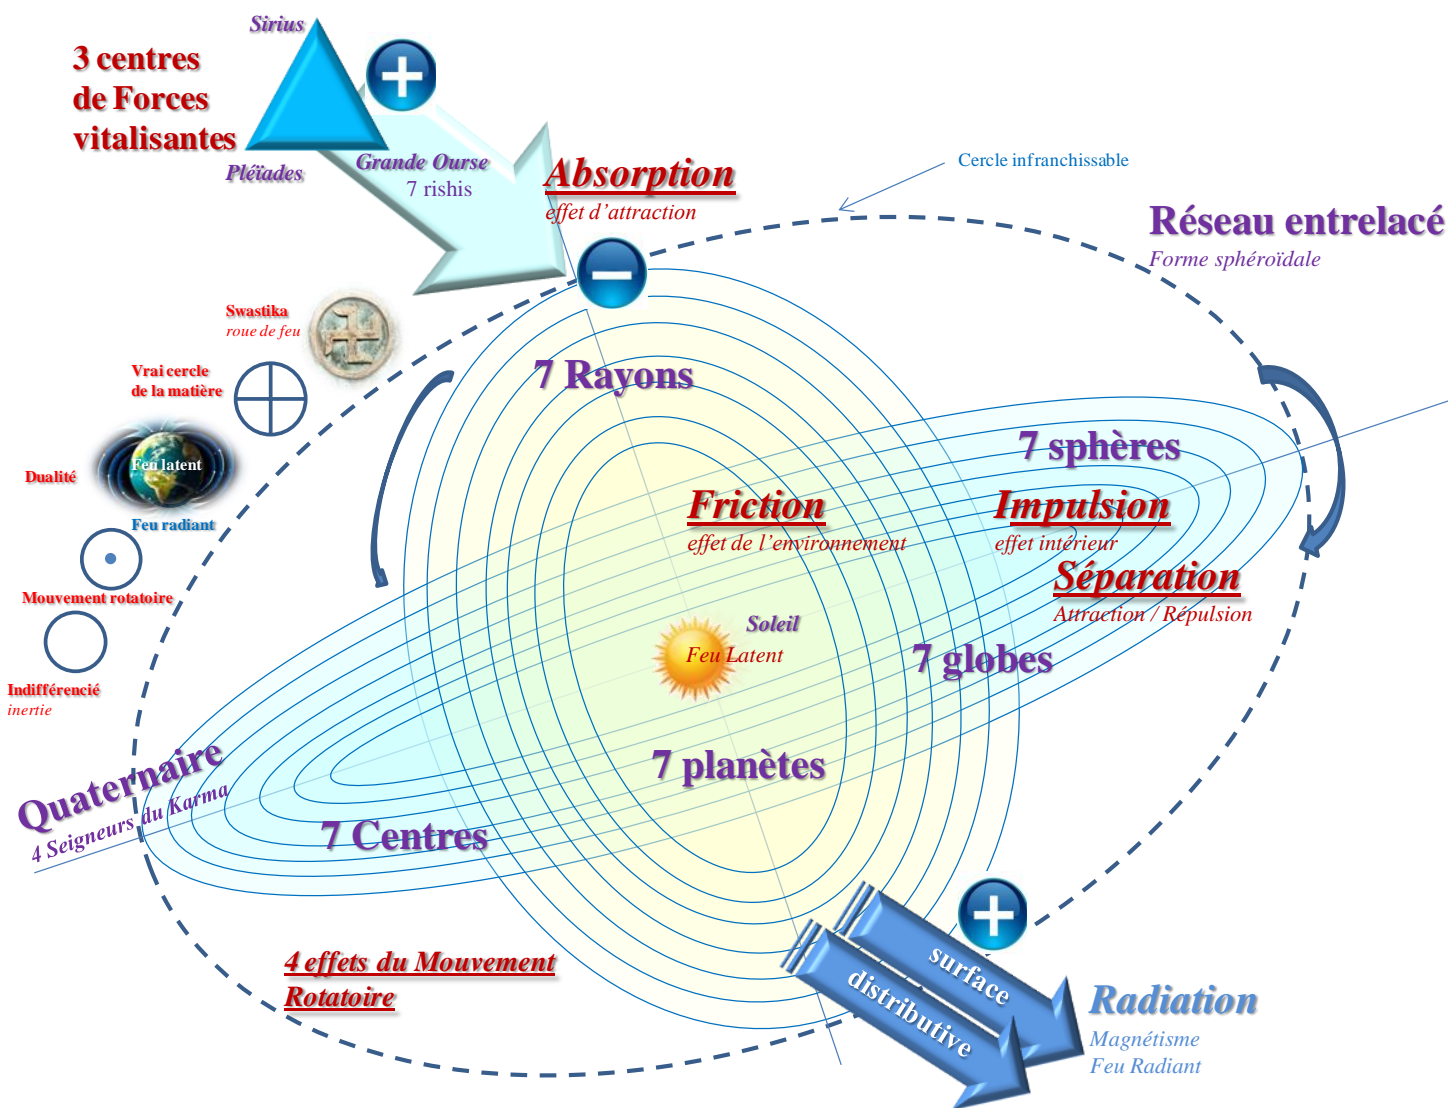 Sirius
3 centres
de Forces
vitalisantes
Pléïades
Grande Ourse
7 rishis
Absorption
effet d’attraction
Cercle infranchissable
Réseau entrelacé
Forme sphéroïdale
Swastika
roue de feu
Vrai cercle
de la matière
7 Rayons
7 sphères
Feu latent
Dualité
Feu radiant
Friction
effet de l’environnement
Impulsion
effet intérieur
Séparation
Attraction / Répulsion
Mouvement rotatoire
Soleil
Feu Latent
7 globes
Indifférencié
inertie
Quaternaire
4 Seigneurs du Karma
7 planètes
7 Centres
4 effets du Mouvement
Rotatoire
surface
distributive
Radiation
Magnétisme
Feu Radiant